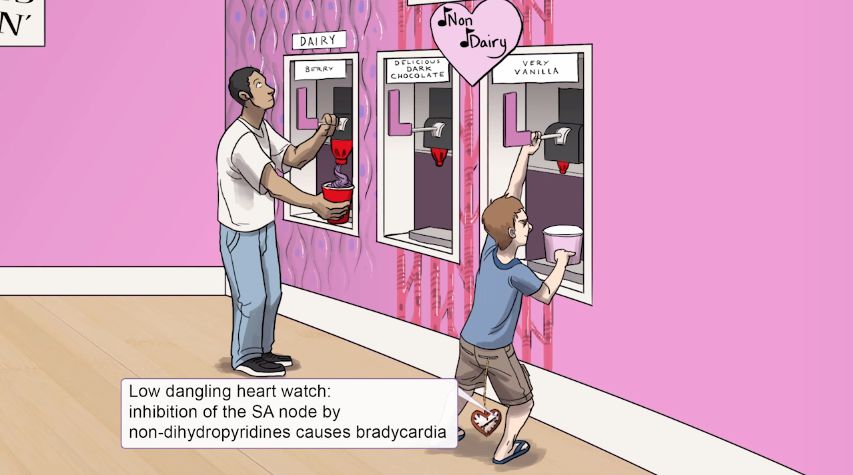 N'
♪Non
♪Dairy
DAIRY
BERRY
DELICIOUS
DARK
CHOCOLATE
VERY
VANILLA
Low dangling heart watch:
inhibition of the SA node by
non-dihydropyridines causes bradycardia